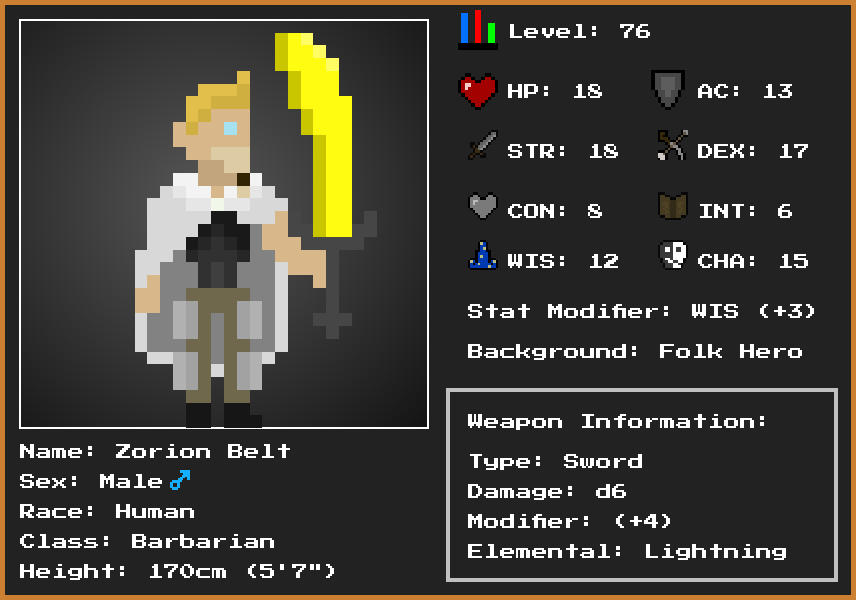 Level: 76
HP: 18 AC: 13
STR: 18 DEX: 17
CON: 8 INT: 6
WIS: 12 CHA: 15
Stat Modifier: WIS (+3)
Background: Folk Hero
Weapon Information:
Type: Sword
Damage: d6
Modifier: (+4)
Elemental: Lightning
Name: Zorion Belt
Sex: Male ♂
Race: Human
Class: Barbarian
Height: 170cm (5'7")